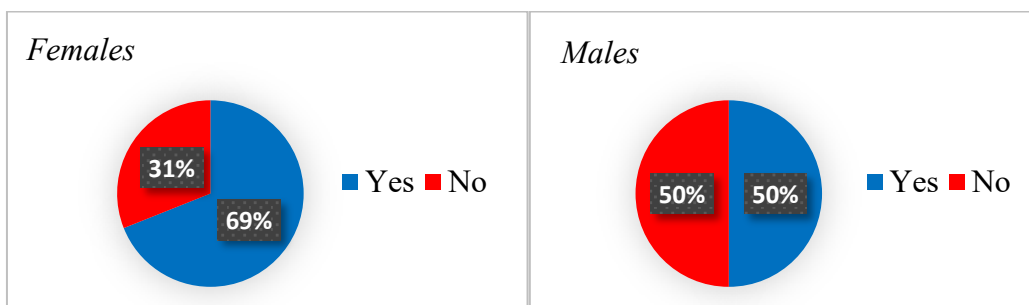 Females
31%
69%
Yes No
Males
50%
50%
Yes No